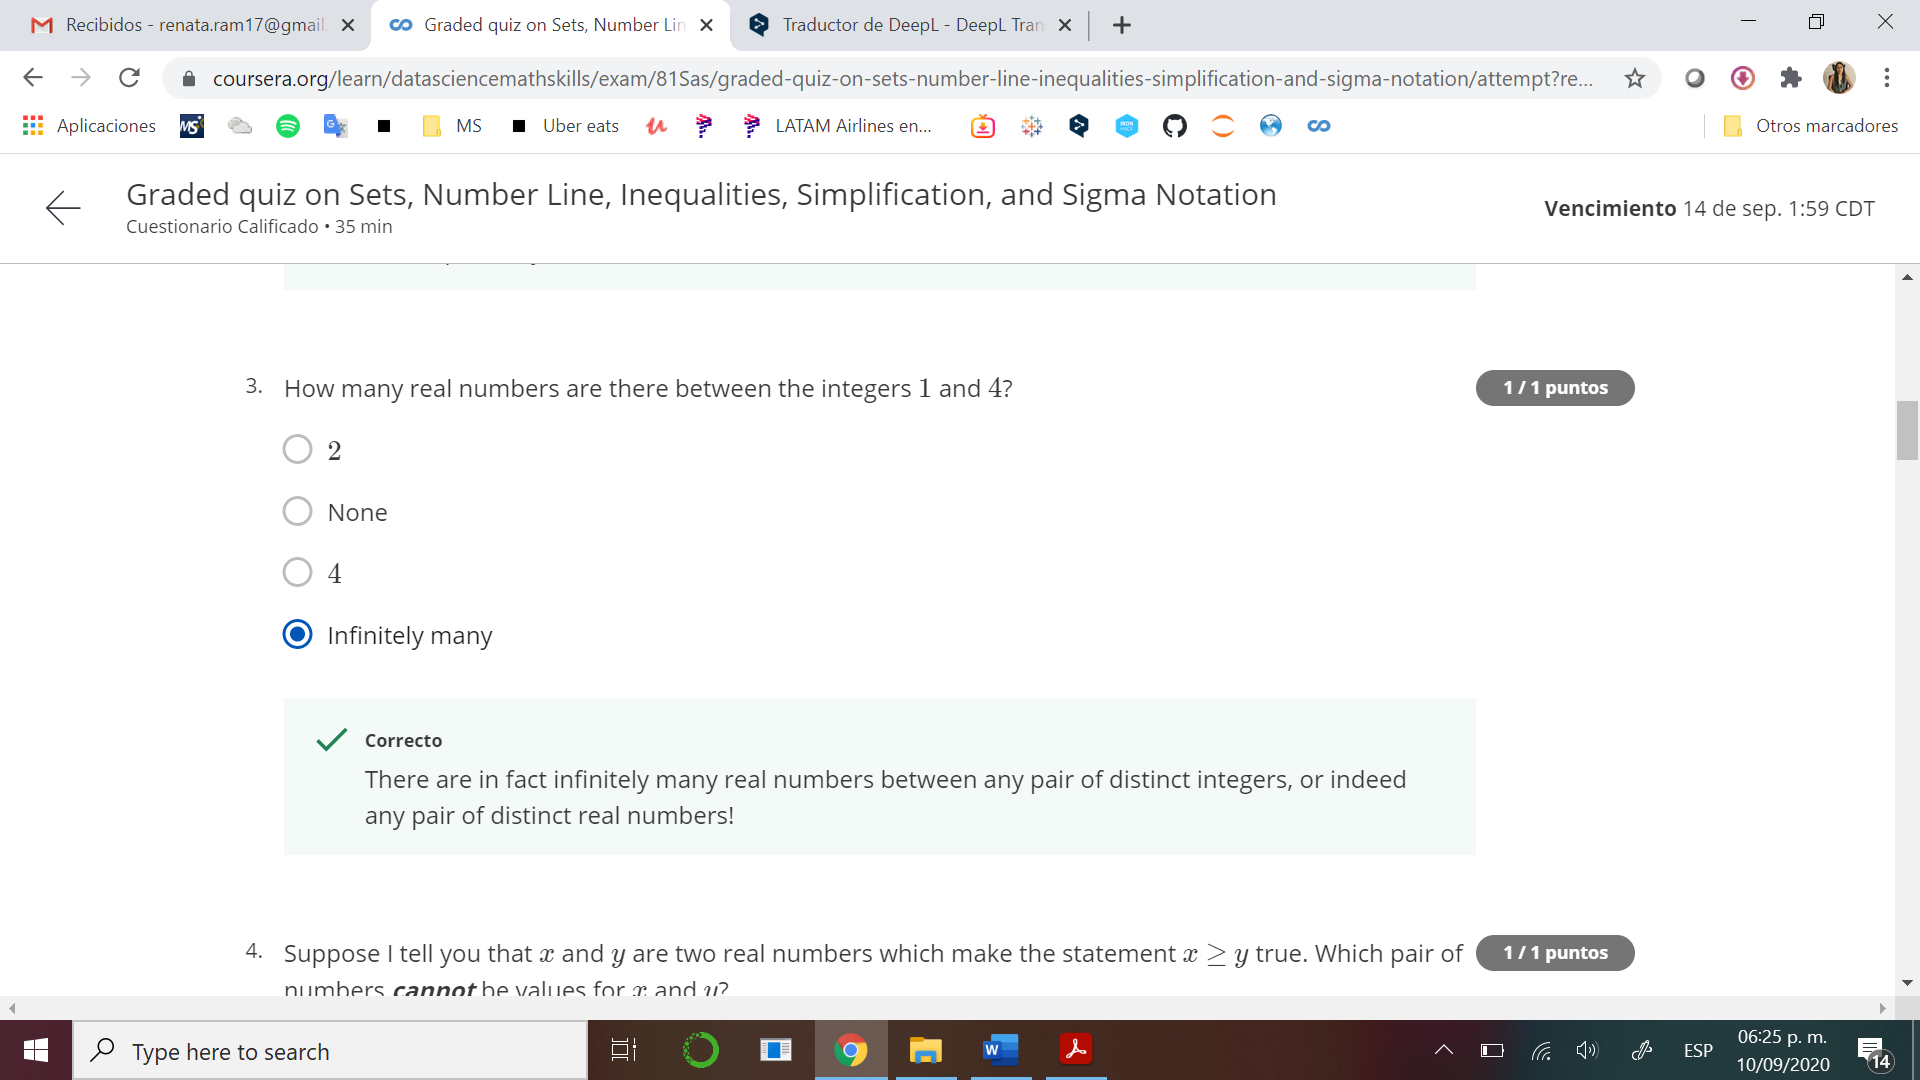 Recibidos - renata.ram17@gmail.
Graded quiz on Sets, Number Lin
Traductor de DeepL - DeepL Tran
coursera.org/learn/datasciencemathskills/exam/81Sas/graded-quiz-on-sets-number-line-inequalities-simplification-and-sigma-notation/attempt?re...
Aplicaciones
MS
MS
Uber eats
LATAM Airlines en...
Otros marcadores
Graded quiz on Sets, Number Line, Inequalities, Simplification, and Sigma Notation
Cuestionario Calificado • 35 min
Vencimiento 14 de sep. 1:59 CDT
3. How many real numbers are there between the integers 1 and 4?
1 / 1 puntos
2
None
4
Infinitely many
Correcto
There are in fact infinitely many real numbers between any pair of distinct integers, or indeed
any pair of distinct real numbers!
4. Suppose I tell you that x and y are two real numbers which make the statement x ≥ y true. Which pair of
1 / 1 puntos
numbers cannot be values for x and y?
Type here to search
W
ESP
06:25 p. m.
10/09/2020
14